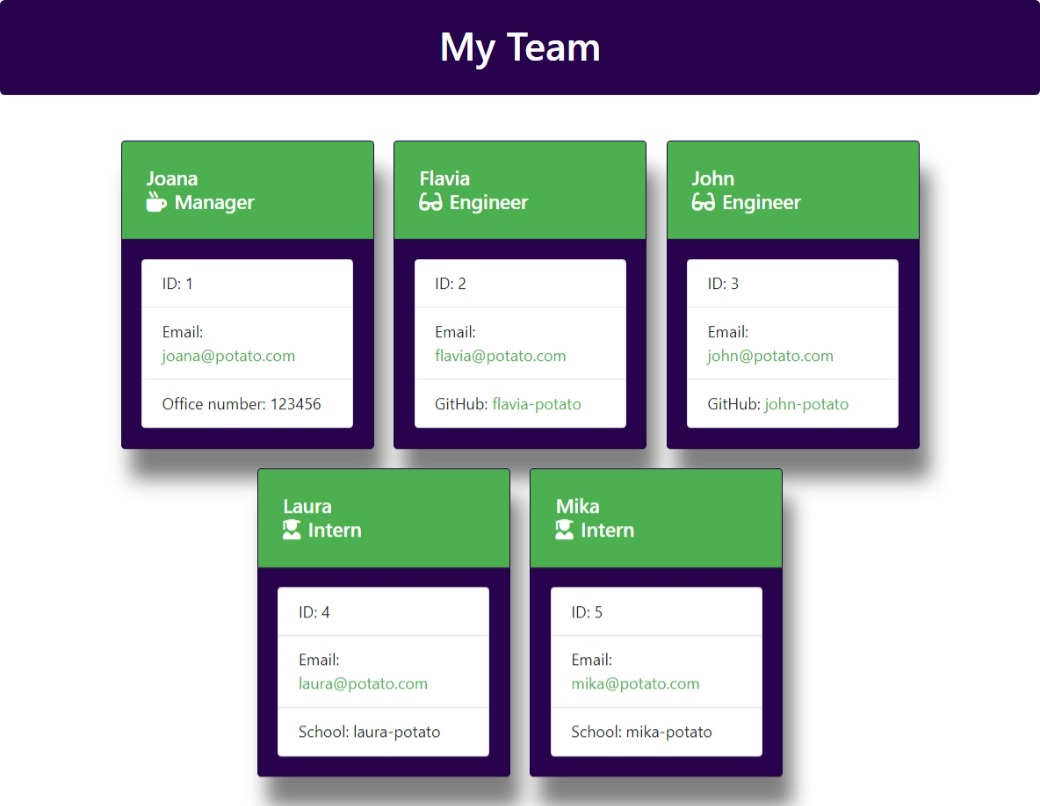 My Team
Joana
Manager
ID: 1
Email:
joana@potato.com
Office number: 123456
Flavia
Engineer
ID: 2
Email:
flavia@potato.com
GitHub: flavia-potato
John
Engineer
ID: 3
Email:
john@potato.com
GitHub: john-potato
Laura
Intern
ID: 4
Email:
laura@potato.com
School: laura-potato
Mika
Intern
ID: 5
Email:
mika@potato.com
School: mika-potato